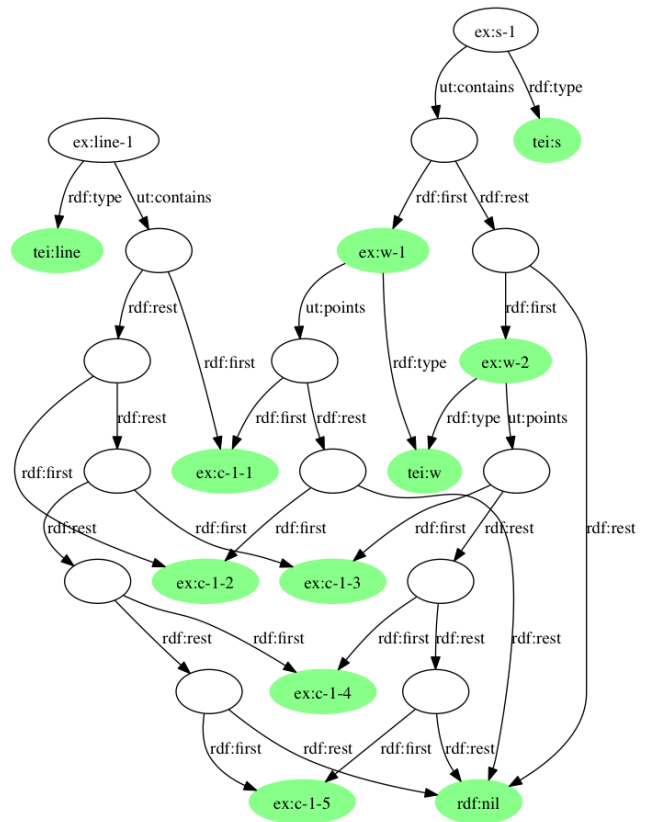 ex:s-1
ut:contains rdf:type
ex:line-1 tei:s
rdf:type ut:contains rdf:first rdf:rest
tei:line ex:w-1
rdf:rest ut:points rdf:first
rdf:first rdf:type ex:w-2
rdf:rest rdf:first rdf:rest rdf:type ut:points
rdf:first ex:c-1-1 tei:w
rdf:rest rdf:first rdf:first rdf:first rdf:rest rdf:rest
ex:c-1-2 ex:c-1-3
rdf:rest rdf:first rdf:first rdf:rest rdf:rest
ex:c-1-4
rdf:first rdf:rest rdf:first rdf:rest
ex:c-1-5 rdf:nil